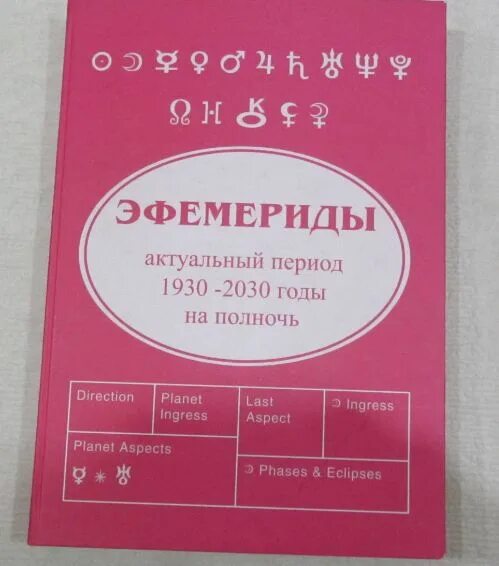 ☉ ☽ ☿ ♀ ♂ ♃ ♄ ♅ ♆ ♇
☊ ⚷ ⚸
ЭФЕМЕРИДЫ
актуальный период
1930 -2030 годы
на полночь
Direction
Planet Ingress
Last Aspect
☽ Ingress
Planet Aspects
☿ ⚹ ♅
☽ Phases & Eclipses